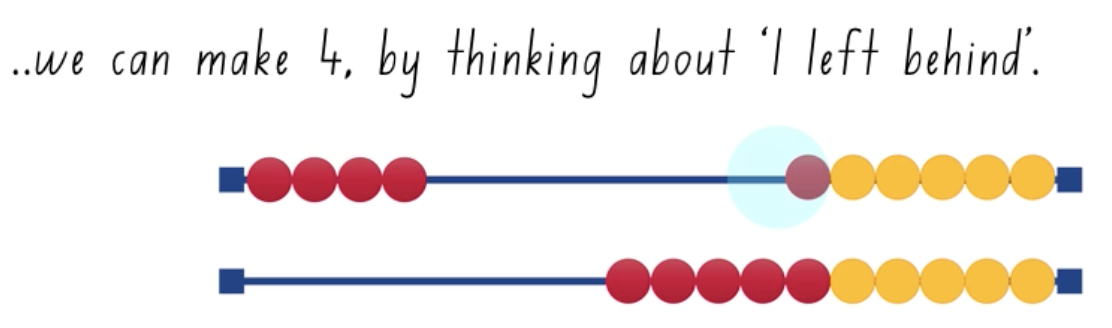 ..we can make 4, by thinking about ‘1 left behind’.